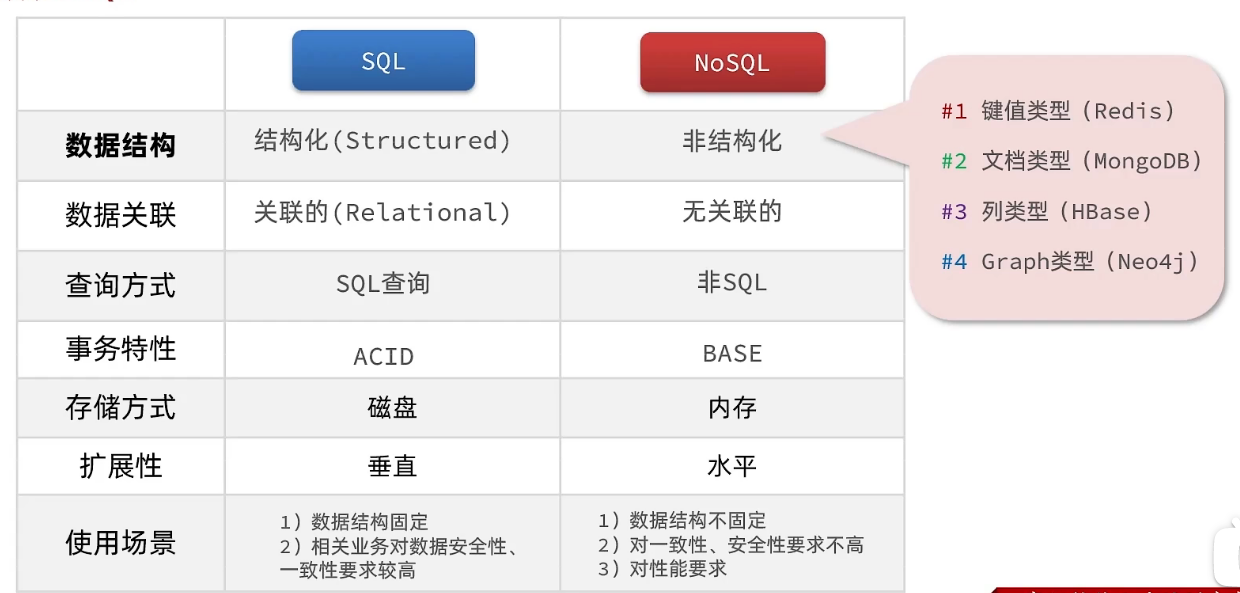 SQL
NoSQL
数据结构
结构化(Structured)
非结构化
#1 键值类型（Redis）
#2 文档类型（MongoDB）
#3 列类型（HBase）
#4 Graph类型（Neo4j）
数据关联
关联的(Relational)
无关联的
查询方式
SQL查询
非SQL
事务特性
ACID
BASE
存储方式
磁盘
内存
扩展性
垂直
水平
使用场景
1）数据结构固定
2）相关业务对数据安全性、
一致性要求较高
1）数据结构不固定
2）对一致性、安全性要求不高
3）对性能要求